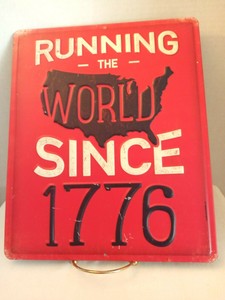 RUNNING
- THE -
WORLD
SINCE
1776